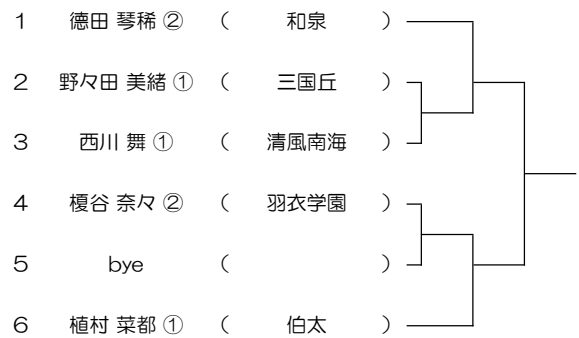 1 德田 琴稀 ② ( 和泉 )
2 野々田 美緒 ① ( 三国丘 )
3 西川 舞 ① ( 清風南海 )
4 榎谷 奈々 ② ( 羽衣学園 )
5 bye ( )
6 植村 菜都 ① ( 伯太 )